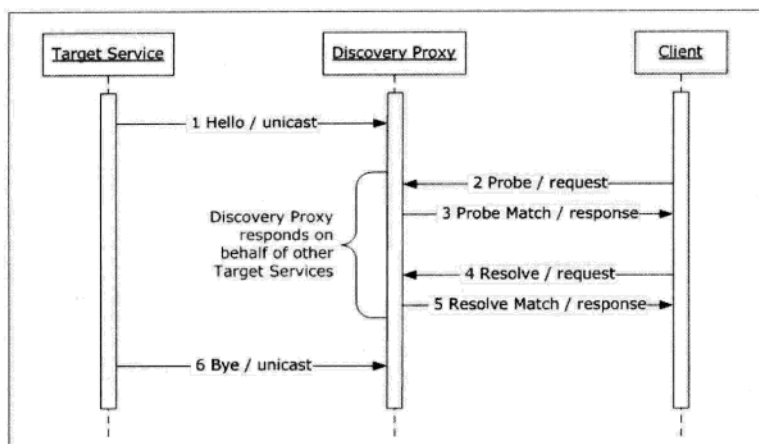 Target Service
Discovery Proxy
Client
1 Hello / unicast
2 Probe / request
3 Probe Match / response
Discovery Proxy
responds on
behalf of other
Target Services
4 Resolve / request
5 Resolve Match / response
6 Bye / unicast